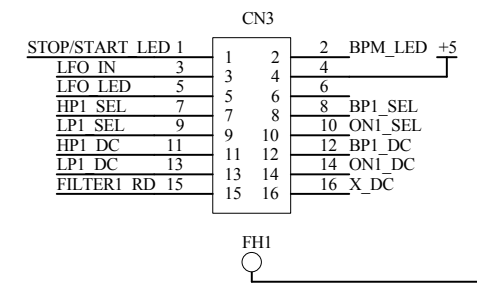 CN3
STOP/START_LED 1 1 2 2 BPM_LED +5
LFO_IN 3 3 4 4
LFO_LED 5 5 6 6
HP1_SEL 7 7 8 8 BP1_SEL
LP1_SEL 9 9 10 10 ON1_SEL
HP1_DC 11 11 12 12 BP1_DC
LP1_DC 13 13 14 14 ON1_DC
FILTER1_RD 15 15 16 16 X_DC
FH1